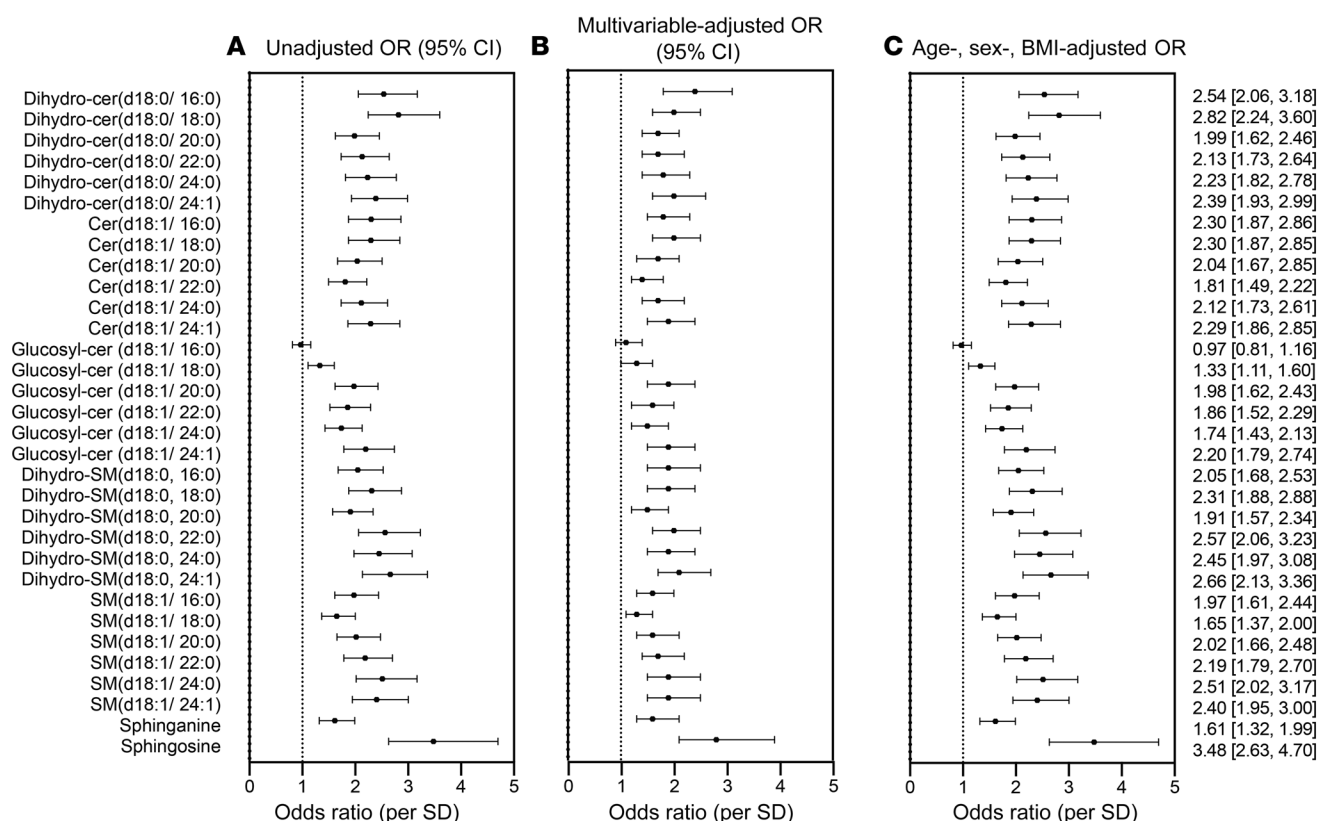 A Unadjusted OR (95% CI)
B Multivariable-adjusted OR
(95% CI)
C Age-, sex-, BMI-adjusted OR
Dihydro-cer(d18:0/ 16:0) 2.54 [2.06, 3.18]
Dihydro-cer(d18:0/ 18:0) 2.82 [2.24, 3.60]
Dihydro-cer(d18:0/ 20:0) 1.99 [1.62, 2.46]
Dihydro-cer(d18:0/ 22:0) 2.13 [1.73, 2.64]
Dihydro-cer(d18:0/ 24:0) 2.23 [1.82, 2.78]
Dihydro-cer(d18:0/ 24:1) 2.39 [1.93, 2.99]
Cer(d18:1/ 16:0) 2.30 [1.87, 2.86]
Cer(d18:1/ 18:0) 2.30 [1.87, 2.85]
Cer(d18:1/ 20:0) 2.04 [1.67, 2.85]
Cer(d18:1/ 22:0) 1.81 [1.49, 2.22]
Cer(d18:1/ 24:0) 2.12 [1.73, 2.61]
Cer(d18:1/ 24:1) 2.29 [1.86, 2.85]
Glucosyl-cer (d18:1/ 16:0) 0.97 [0.81, 1.16]
Glucosyl-cer (d18:1/ 18:0) 1.33 [1.11, 1.60]
Glucosyl-cer (d18:1/ 20:0) 1.98 [1.62, 2.43]
Glucosyl-cer (d18:1/ 22:0) 1.86 [1.52, 2.29]
Glucosyl-cer (d18:1/ 24:0) 1.74 [1.43, 2.13]
Glucosyl-cer (d18:1/ 24:1) 2.20 [1.79, 2.74]
Dihydro-SM(d18:0, 16:0) 2.05 [1.68, 2.53]
Dihydro-SM(d18:0, 18:0) 2.31 [1.88, 2.88]
Dihydro-SM(d18:0, 20:0) 1.91 [1.57, 2.34]
Dihydro-SM(d18:0, 22:0) 2.57 [2.06, 3.23]
Dihydro-SM(d18:0, 24:0) 2.45 [1.97, 3.08]
Dihydro-SM(d18:0, 24:1) 2.66 [2.13, 3.36]
SM(d18:1/ 16:0) 1.97 [1.61, 2.44]
SM(d18:1/ 18:0) 1.65 [1.37, 2.00]
SM(d18:1/ 20:0) 2.02 [1.66, 2.48]
SM(d18:1/ 22:0) 2.19 [1.79, 2.70]
SM(d18:1/ 24:0) 2.51 [2.02, 3.17]
SM(d18:1/ 24:1) 2.40 [1.95, 3.00]
Sphinganine 1.61 [1.32, 1.99]
Sphingosine 3.48 [2.63, 4.70]
0 1 2 3 4 5 0 1 2 3 4 5 0 1 2 3 4 5
Odds ratio (per SD) Odds ratio (per SD) Odds ratio (per SD)